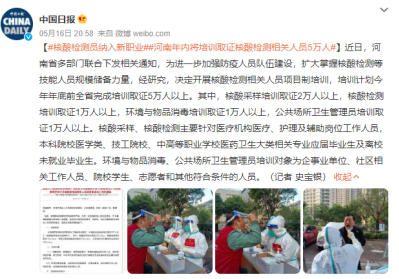 CHINA DAILY
中国日报
05月16日 20:58 来自 微博 weibo.com
#核酸检测员纳入新职业##河南年内将培训取证核酸检测相关人员5万人# 近日，河
南省多部门联合下发相关通知，为进一步加强防疫人员队伍建设，扩大掌握核酸检测等
技能人员规模储备力量，经研究，决定开展核酸检测相关人员项目制培训，培训计划今
年年底前全省完成培训取证5万人以上。其中，核酸采样培训取证2万人以上，核酸检测
培训取证1万人以上，环境与物品消毒培训取证1万人以上，公共场所卫生管理员培训取
证1万人以上。核酸采样、核酸检测主要针对医疗机构医疗、护理及辅助岗位工作人员，
本科院校医学类、技工院校、中高等职业学校医药卫生大类相关专业应届毕业生及离校
未就业毕业生。环境与物品消毒、公共场所卫生管理员培训对象为企事业单位、社区相
关工作人员，院校学生、志愿者和其他符合条件的人员。（记者 史宝银） 收起